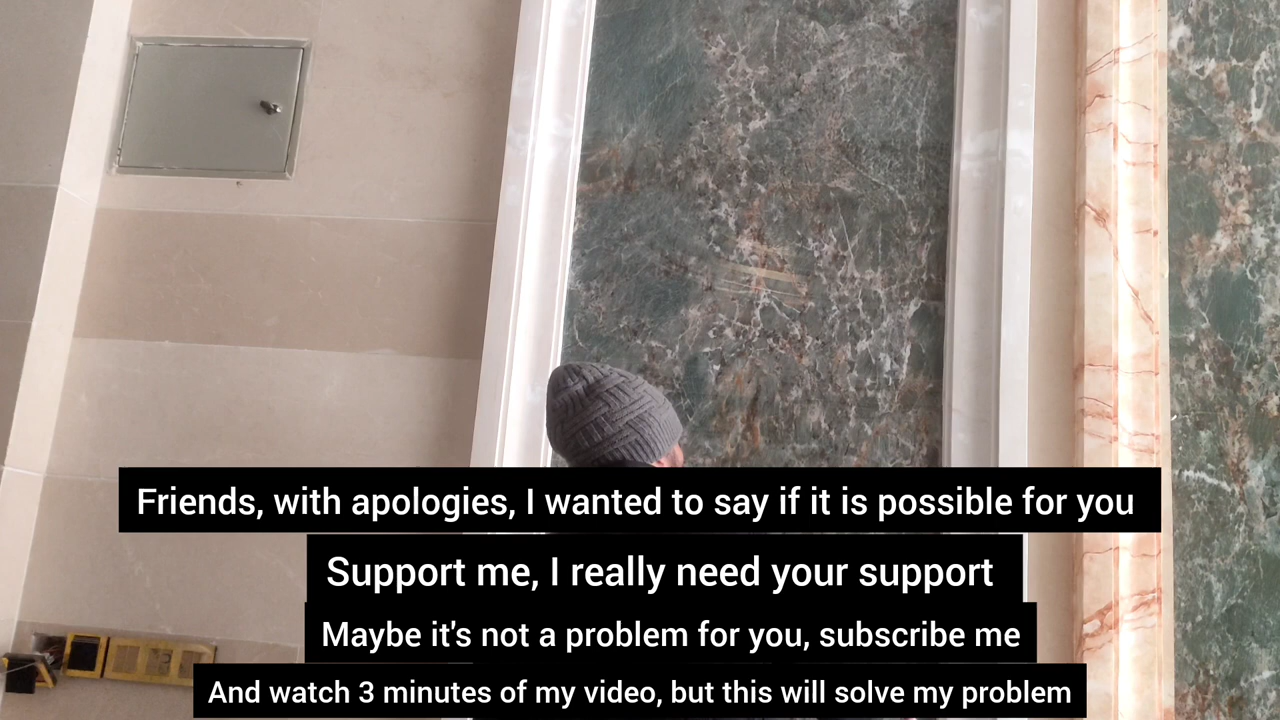 Friends, with apologies, I wanted to say if it is possible for you
Support me, I really need your support
Maybe it's not a problem for you, subscribe me
And watch 3 minutes of my video, but this will solve my problem